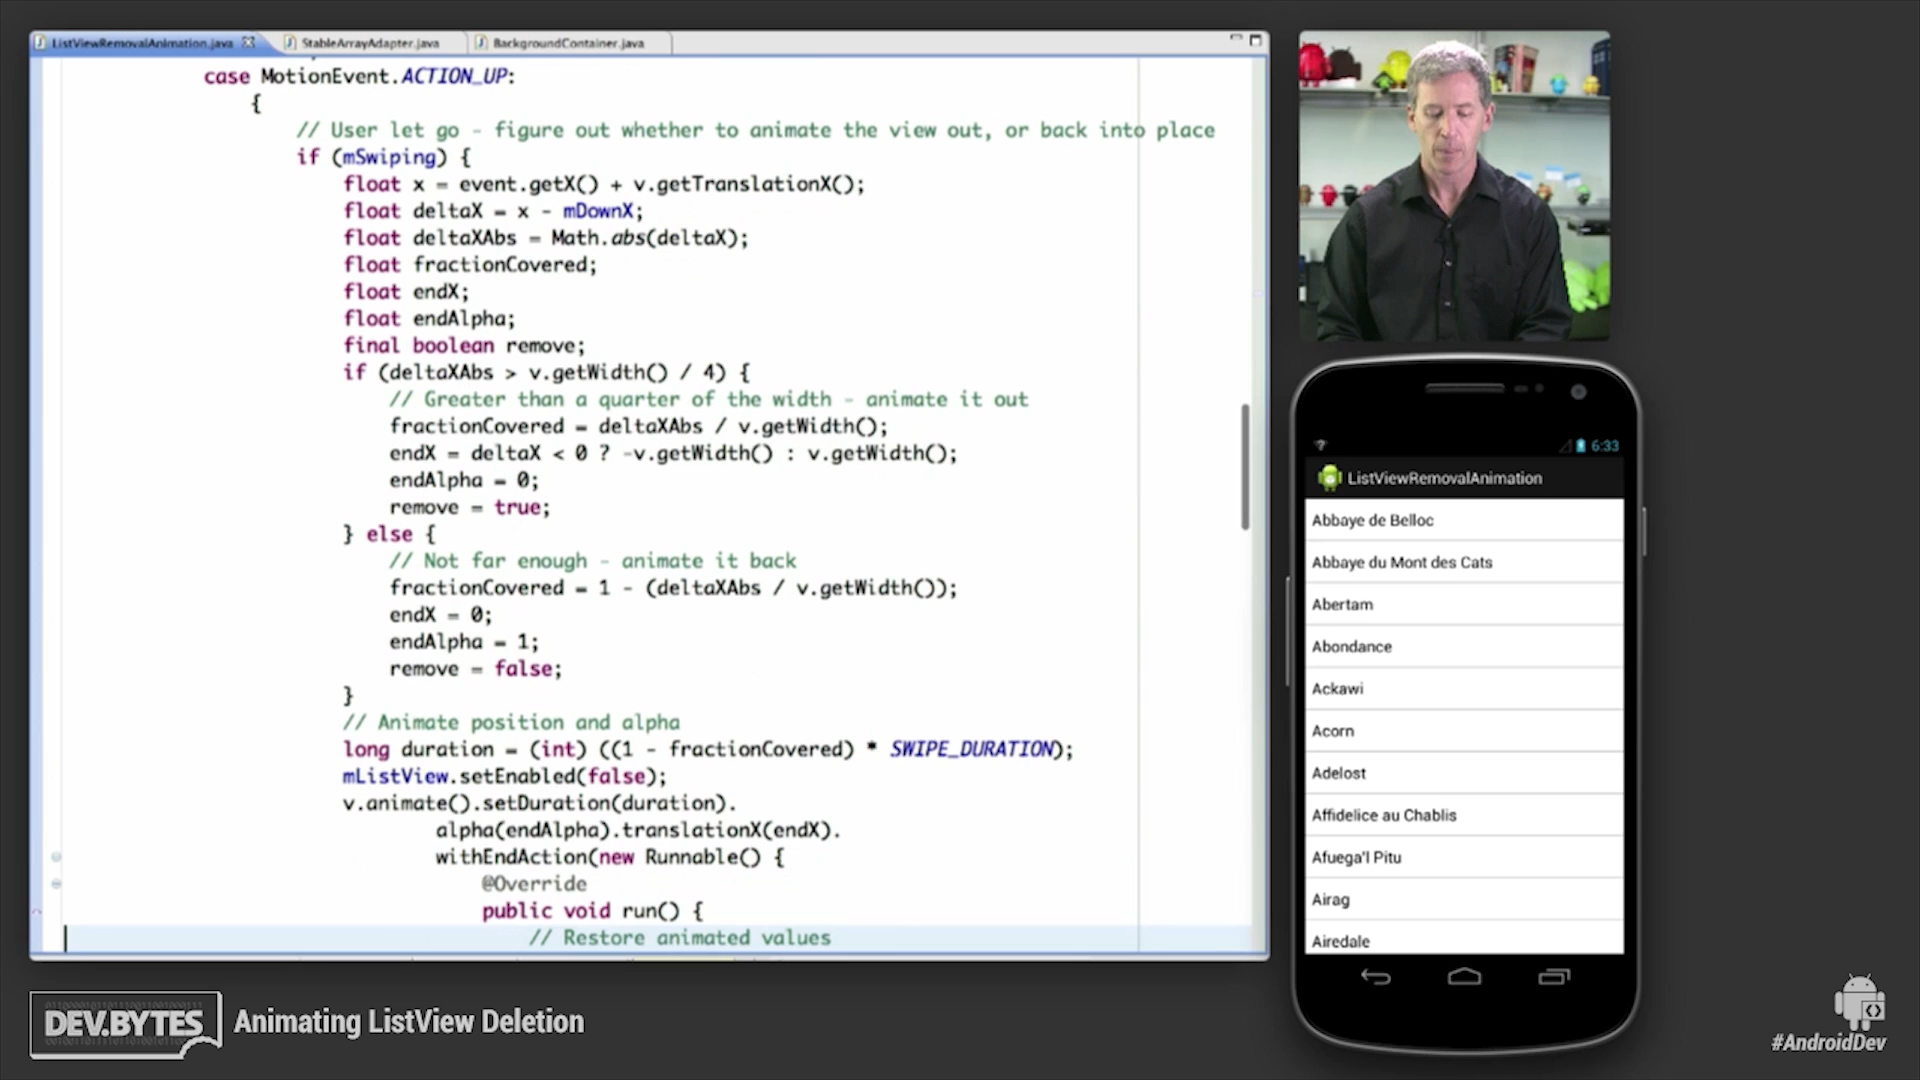 ListViewRemovalAnimation.java
StableArrayAdapter.java
BackgroundContainer.java
case MotionEvent.ACTION_UP:
{
// User let go - figure out whether to animate the view out, or back into place
if (mSwiping) {
float x = event.getX() + v.getTranslationX();
float deltaX = x - mDownX;
float deltaXAbs = Math.abs(deltaX);
float fractionCovered;
float endX;
float endAlpha;
final boolean remove;
if (deltaXAbs > v.getWidth() / 4) {
// Greater than a quarter of the width - animate it out
fractionCovered = deltaXAbs / v.getWidth();
endX = deltaX < 0 ? -v.getWidth() : v.getWidth();
endAlpha = 0;
remove = true;
} else {
// Not far enough - animate it back
fractionCovered = 1 - (deltaXAbs / v.getWidth());
endX = 0;
endAlpha = 1;
remove = false;
}
// Animate position and alpha
long duration = (int) ((1 - fractionCovered) * SWIPE_DURATION);
mListView.setEnabled(false);
v.animate().setDuration(duration).
alpha(endAlpha).translationX(endX).
withEndAction(new Runnable() {
@Override
public void run() {
// Restore animated values
6:33
ListViewRemovalAnimation
Abbaye de Belloc
Abbaye du Mont des Cats
Abertam
Abondance
Ackawi
Acorn
Adelost
Affidelice au Chablis
Afuega'l Pitu
Airag
Airedale
DEV.BYTES
Animating ListView Deletion
#AndroidDev